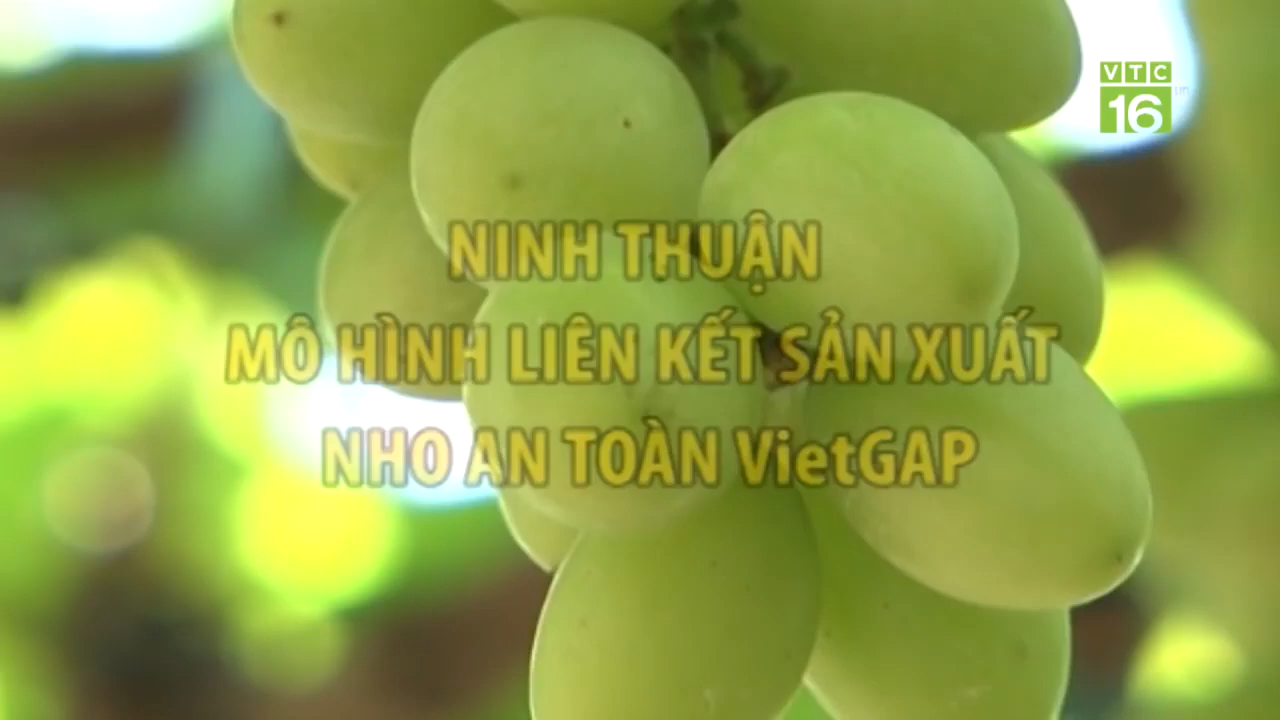 VTC
16
NINH THUẬN
MÔ HÌNH LIÊN KẾT SẢN XUẤT
NHO AN TOÀN VietGAP